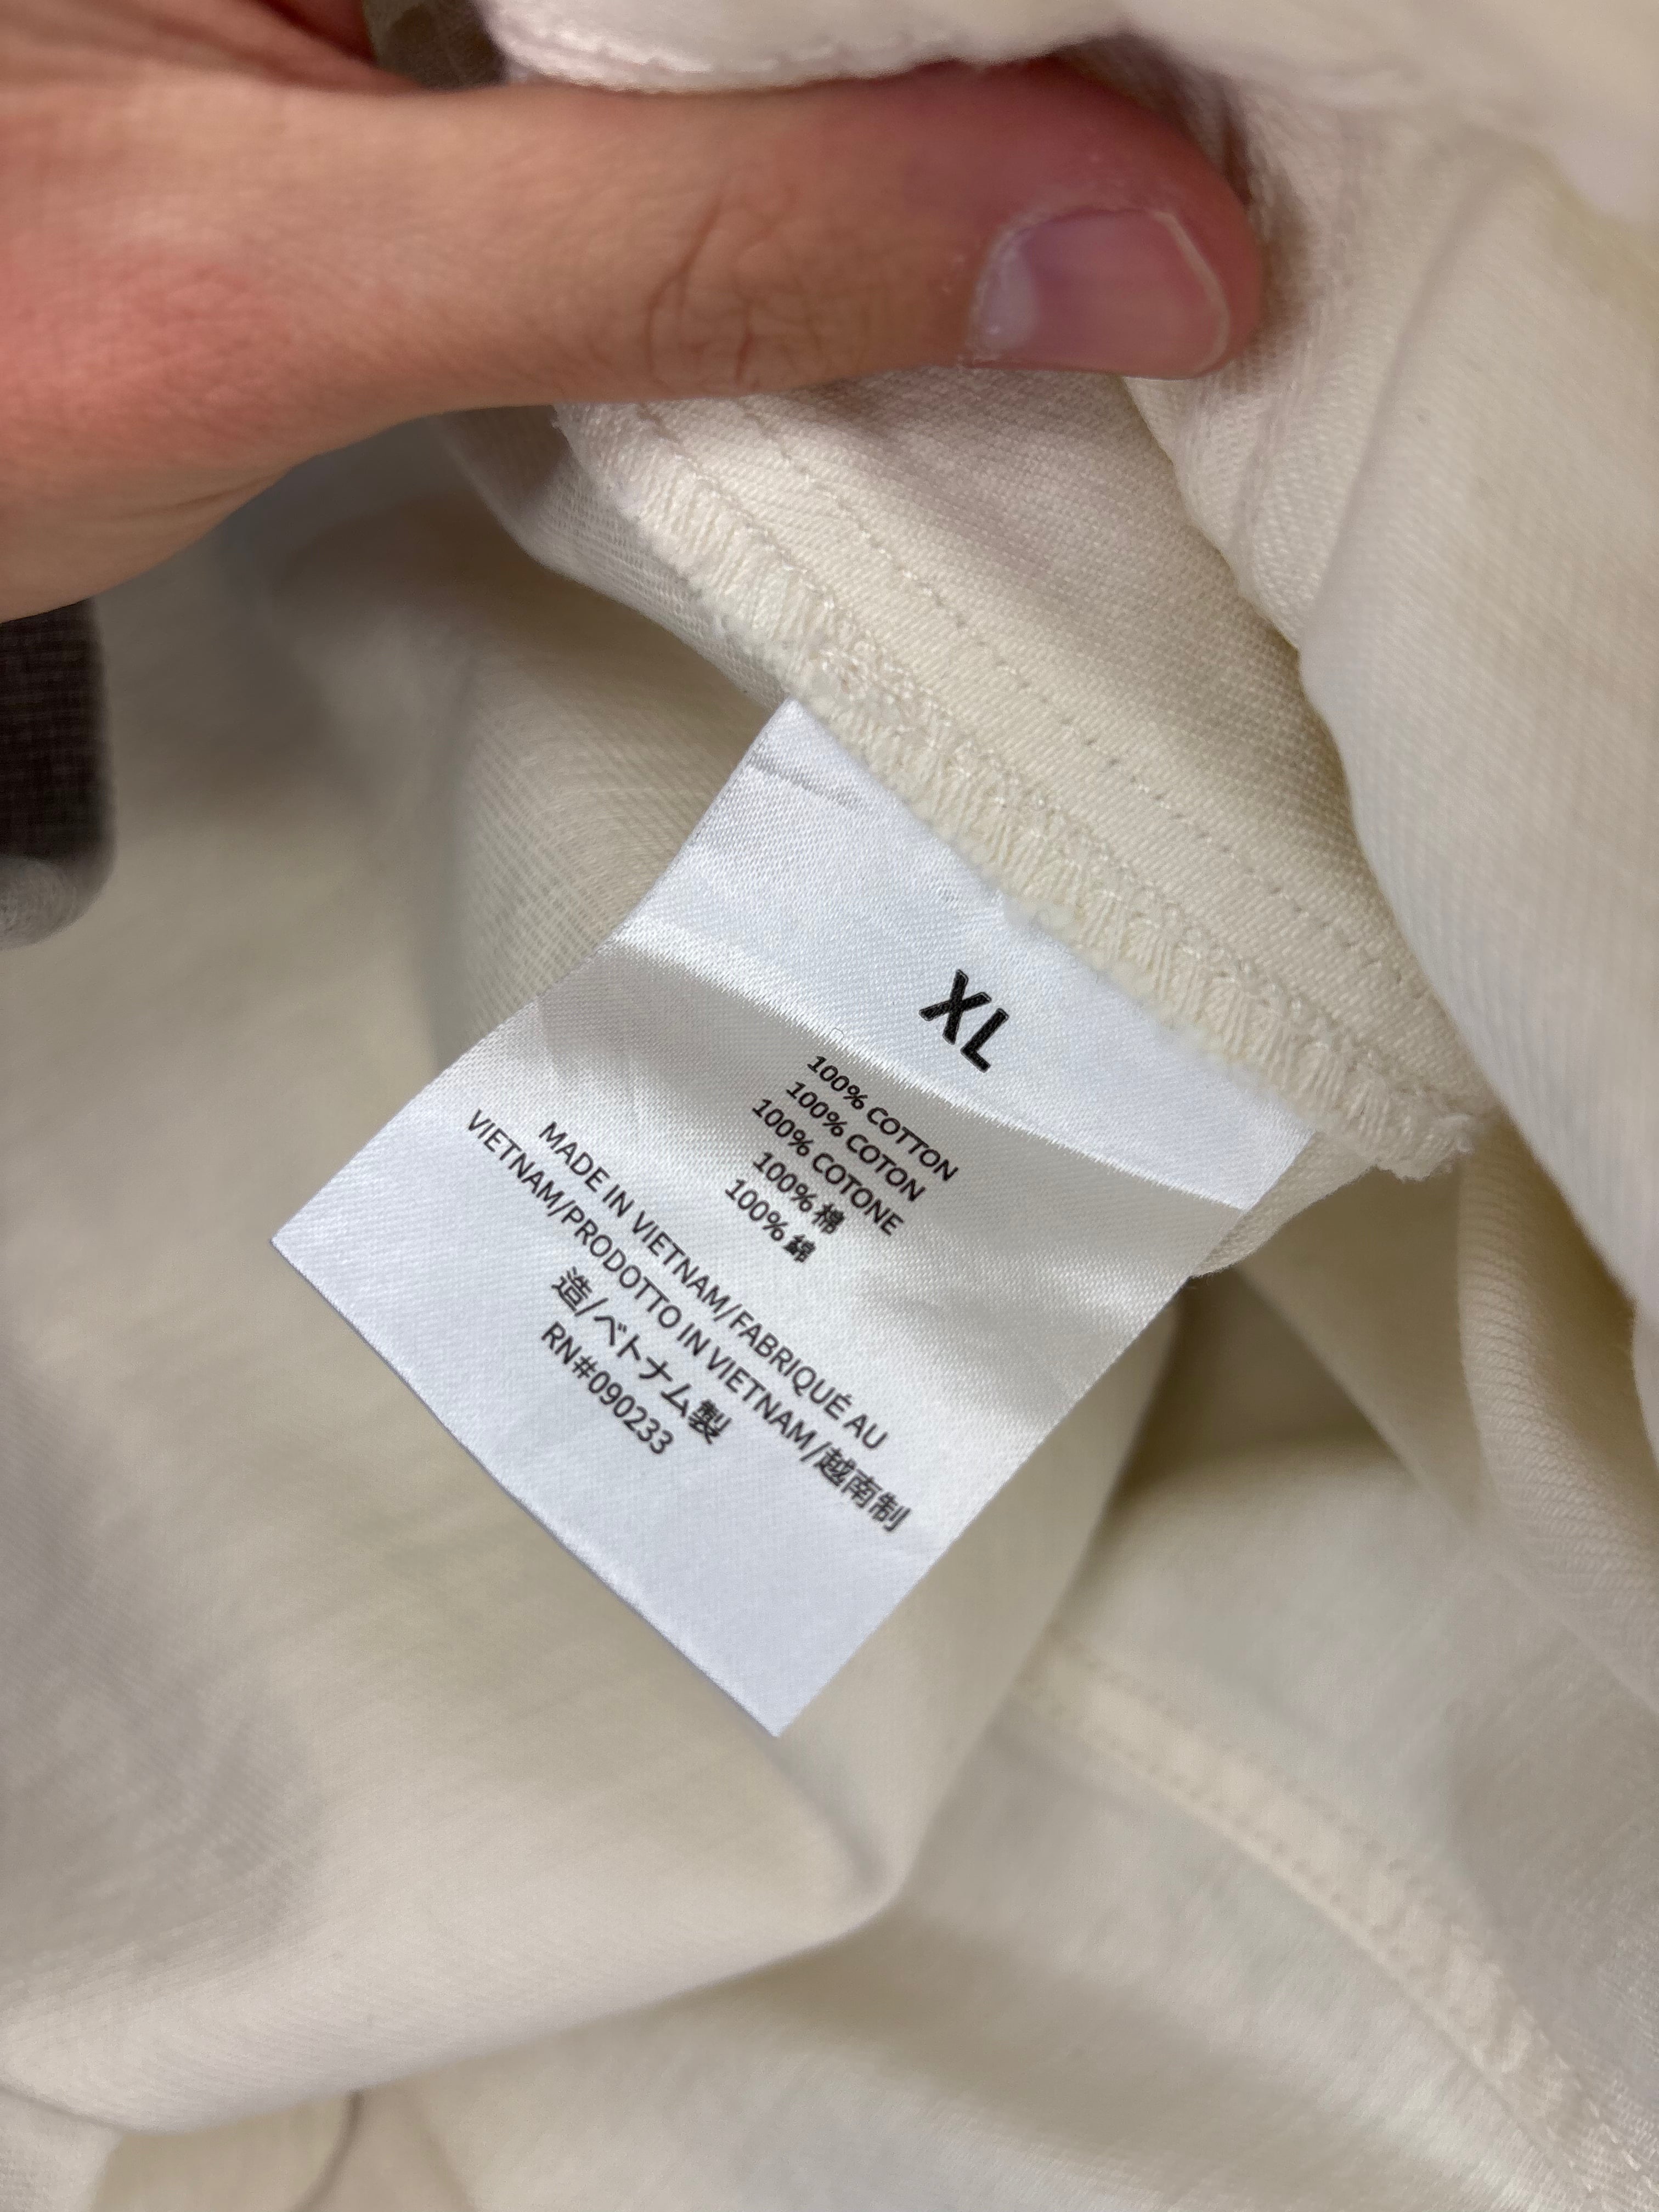 XL
100% COTTON
100% COTON
100% COTONE
100% 棉
100% 綿
MADE IN VIETNAM/FABRIQUÉ AU
VIETNAM/PRODOTTO IN VIETNAM/越南制
造/ベトナム製
RN#090233